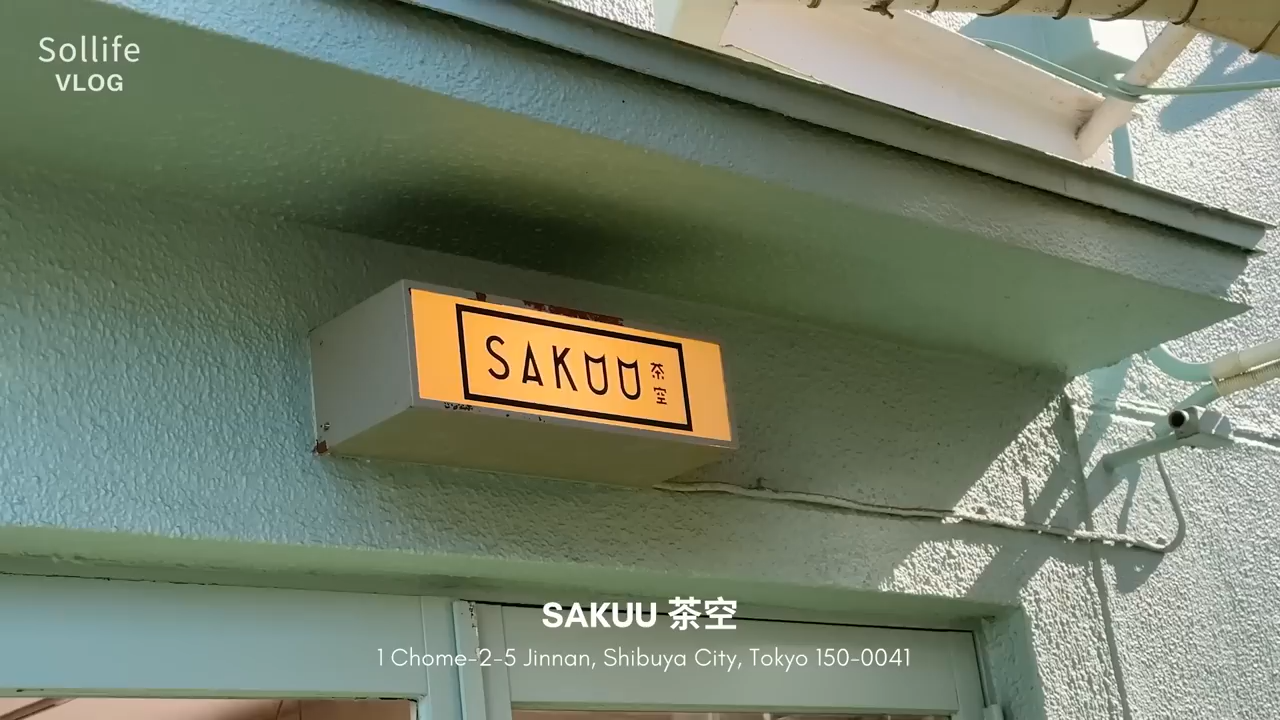 Sollife
VLOG
SAKUU 茶空
SAKUU 茶空
1 Chome-2-5 Jinnan, Shibuya City, Tokyo 150-0041